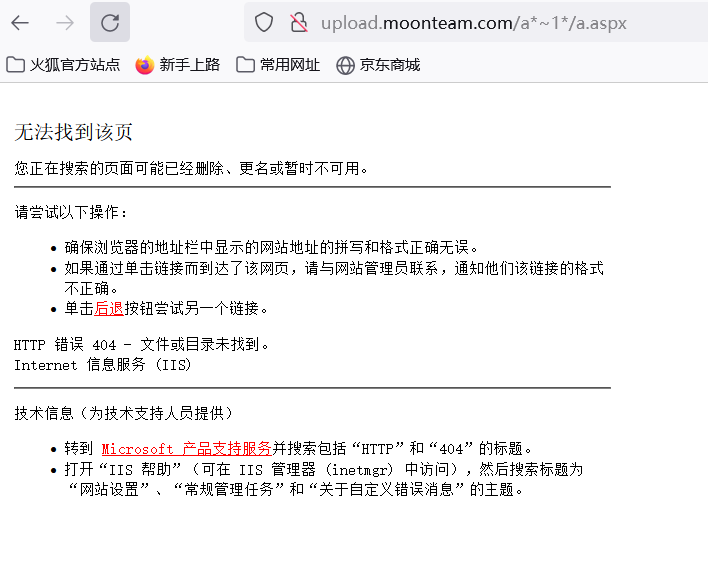 upload.moonteam.com/a*~1*/a.aspx
火狐官方站点 新手上路 常用网址 京东商城
无法找到该页
您正在搜索的页面可能已经删除、更名或暂时不可用。
请尝试以下操作：
确保浏览器的地址栏中显示的网站地址的拼写和格式正确无误。
如果通过单击链接而到达了该网页，请与网站管理员联系，通知他们该链接的格式
不正确。
单击后退按钮尝试另一个链接。
HTTP 错误 404 - 文件或目录未找到。
Internet 信息服务 (IIS)
技术信息（为技术支持人员提供）
转到 Microsoft 产品支持服务并搜索包括“HTTP”和“404”的标题。
打开“IIS 帮助”（可在 IIS 管理器 (inetmgr) 中访问），然后搜索标题为
“网站设置”、“常规管理任务”和“关于自定义错误消息”的主题。